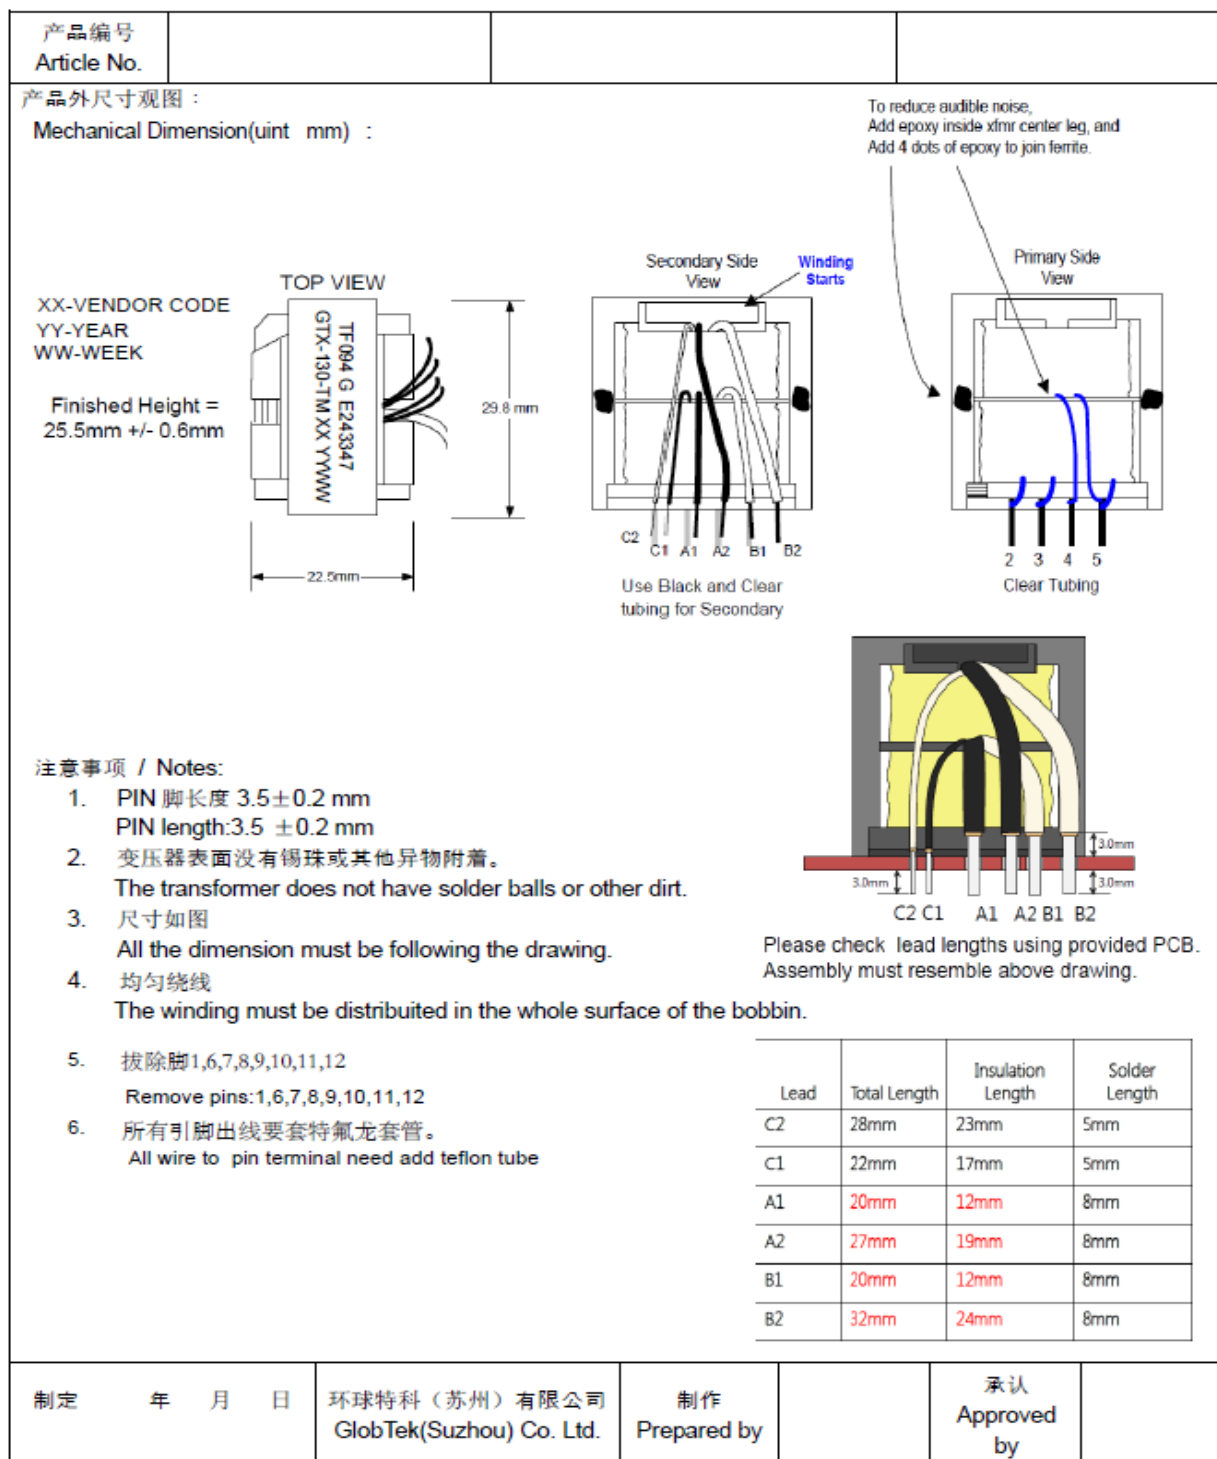 产品编号
Article No.
产品外尺寸观图：
Mechanical Dimension(uint mm) :
To reduce audible noise,
Add epoxy inside xfmr center leg, and
Add 4 dots of epoxy to join ferrite.
XX-VENDOR CODE
YY-YEAR
WW-WEEK
Finished Height =
25.5mm +/- 0.6mm
TOP VIEW
TF094 G E243347
GTX-130-TM XX YYWW
29.8 mm
22.5mm
Secondary Side
View
Winding
Starts
C2
C1 A1 A2 B1 B2
Use Black and Clear
tubing for Secondary
Primary Side
View
2 3 4 5
Clear Tubing
3.0mm
3.0mm
3.0mm
C2 C1 A1 A2 B1 B2
Please check lead lengths using provided PCB.
Assembly must resemble above drawing.
注意事项 / Notes:
1. PIN 脚长度 3.5±0.2 mm
PIN length:3.5 ±0.2 mm
2. 变压器表面没有锡珠或其他异物附着。
The transformer does not have solder balls or other dirt.
3. 尺寸如图
All the dimension must be following the drawing.
4. 均匀绕线
The winding must be distribuited in the whole surface of the bobbin.
5. 拔除脚1,6,7,8,9,10,11,12
Remove pins:1,6,7,8,9,10,11,12
6. 所有引脚出线要套特氟龙套管。
All wire to pin terminal need add teflon tube
Lead Total Length Insulation Length Solder Length
C2 28mm 23mm 5mm
C1 22mm 17mm 5mm
A1 20mm 12mm 8mm
A2 27mm 19mm 8mm
B1 20mm 12mm 8mm
B2 32mm 24mm 8mm
制定 年 月 日
环球特科（苏州）有限公司
GlobTek(Suzhou) Co. Ltd.
制作
Prepared by
承认
Approved
by